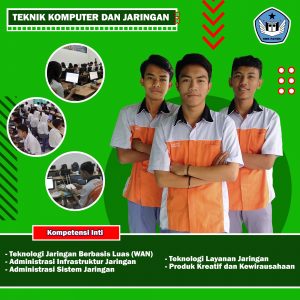 TEKNIK KOMPUTER DAN JARINGAN
Kompetensi Inti
- Teknologi Jaringan Berbasis Luas (WAN)
- Administrasi Infrastruktur Jaringan
- Administrasi Sistem Jaringan
- Teknologi Layanan Jaringan
- Produk Kreatif dan Kewirausahaan